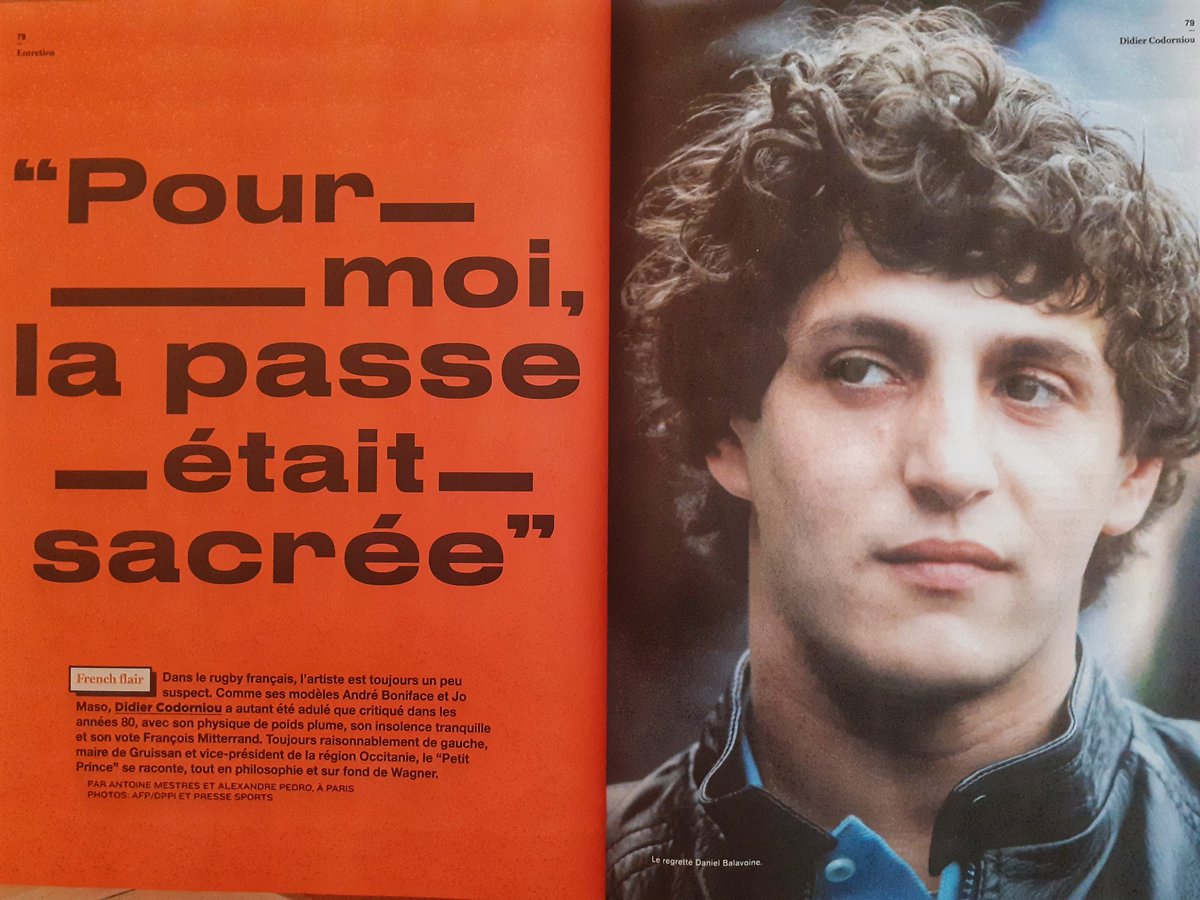 78
Entretien
“Pour
moi,
la passe
était
sacrée”
French flair Dans le rugby français, l’artiste est toujours un peu
suspect. Comme ses modèles André Boniface et Jo
Maso, Didier Codorniou a autant été adulé que critiqué dans les
années 80, avec son physique de poids plume, son insolence tranquille
et son vote François Mitterrand. Toujours raisonnablement de gauche,
maire de Gruissan et vice-président de la région Occitanie, le “Petit
Prince” se raconte, tout en philosophie et sur fond de Wagner.
PAR ANTOINE MESTRES ET ALEXANDRE PEDRO, À PARIS
PHOTOS: AFP/DPPI ET PRESSE SPORTS
79
Didier Codorniou
Le regretté Daniel Balavoine.